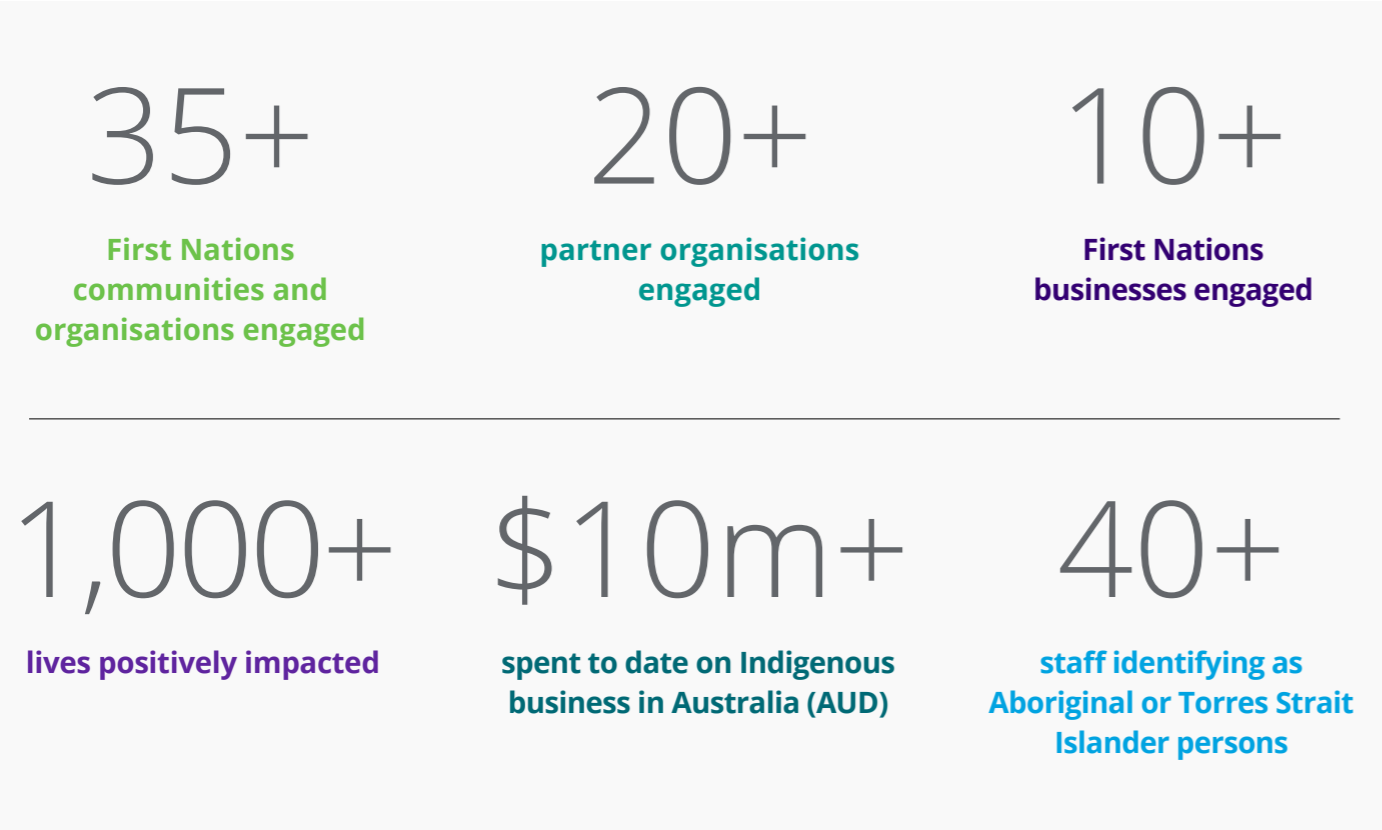 35+
First Nations
communities and
organisations engaged
20+
partner organisations
engaged
10+
First Nations
businesses engaged
1,000+
lives positively impacted
$10m+
spent to date on Indigenous
business in Australia (AUD)
40+
staff identifying as
Aboriginal or Torres Strait
Islander persons